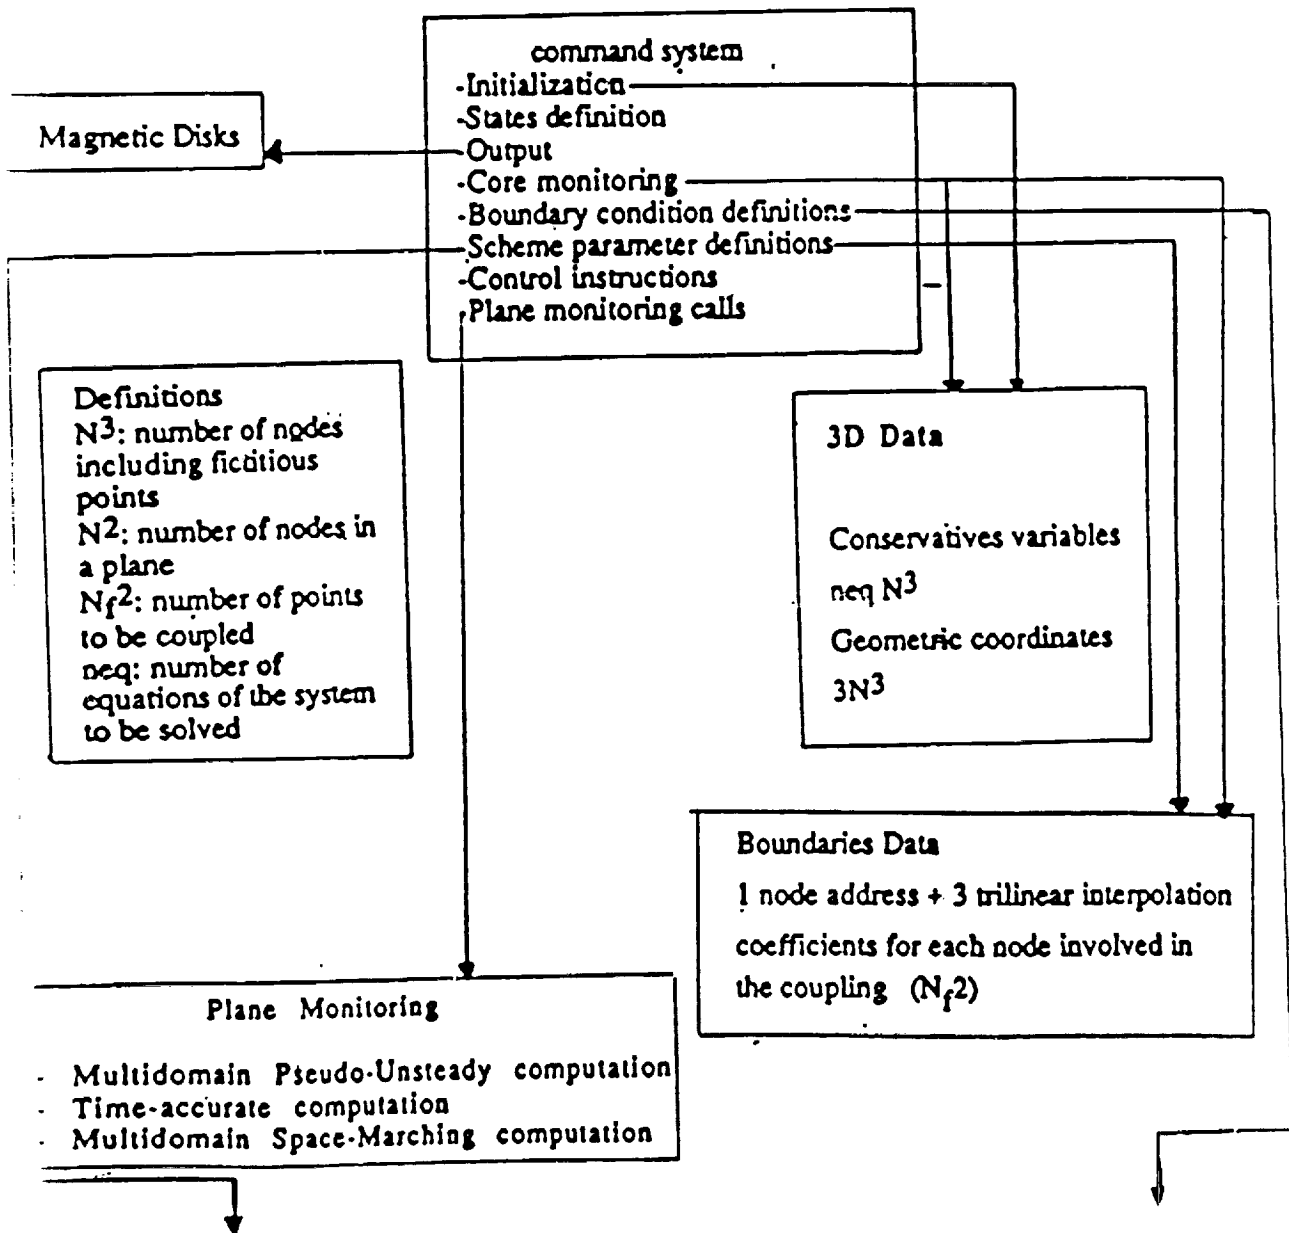 command system
-Initialization
-States definition
-Output
-Core monitoring
-Boundary condition definitions
-Scheme parameter definitions
-Control instructions
-Plane monitoring calls
Magnetic Disks
Definitions
N³: number of nodes
including fictitious
points
N²: number of nodes in
a plane
N_f²: number of points
to be coupled
neq: number of
equations of the system
to be solved
3D Data
Conservatives variables
neq N³
Geometric coordinates
3N³
Boundaries Data
1 node address + 3 trilinear interpolation
coefficients for each node involved in
the coupling (N_f2)
Plane Monitoring
- Multidomain Pseudo-Unsteady computation
- Time-accurate computation
- Multidomain Space-Marching computation